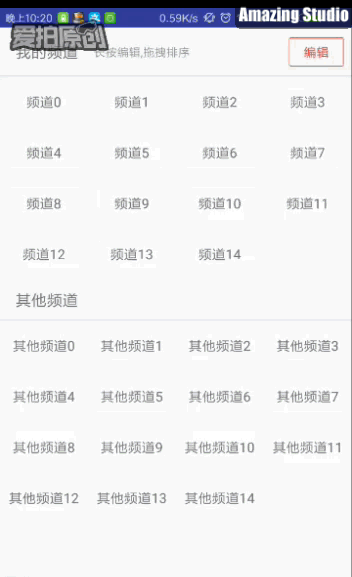 晚上10:20 0.59K/s Amazing Studio
爱拍原创
我的频道 长按编辑,拖拽排序 编辑
频道0 频道1 频道2 频道3
频道4 频道5 频道6 频道7
频道8 频道9 频道10 频道11
频道12 频道13 频道14
其他频道
其他频道0 其他频道1 其他频道2 其他频道3
其他频道4 其他频道5 其他频道6 其他频道7
其他频道8 其他频道9 其他频道10 其他频道11
其他频道12 其他频道13 其他频道14